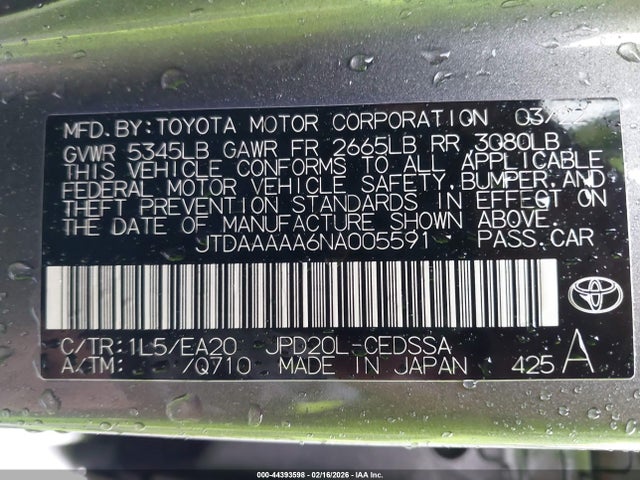 MFD.BY:TOYOTA MOTOR CORPORATION 03/
GVWR 5345LB GAWR FR 2665LB RR 3080LB
THIS VEHICLE CONFORMS TO ALL APPLICABLE
FEDERAL MOTOR VEHICLE SAFETY,BUMPER,AND
THEFT PREVENTION STANDARDS IN EFFECT ON
THE DATE OF MANUFACTURE SHOWN ABOVE.
JTDAAAAA6NA005591 PASS.CAR
C/TR:1L5/EA20 JPD20L-CEDSSA
A/TM: /Q710 MADE IN JAPAN 425 A
000-44393598 - 02/16/2026 - IAA Inc.